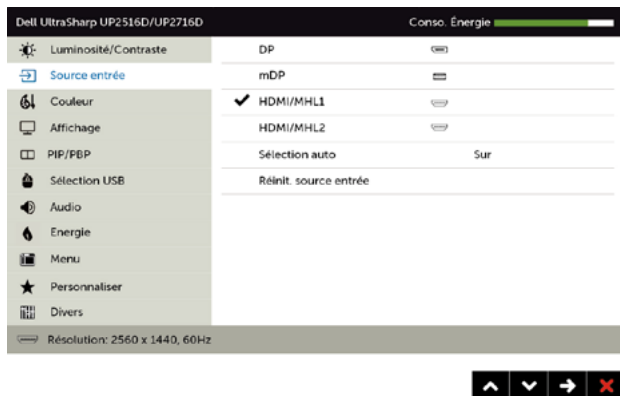 Dell UltraSharp UP2516D/UP2716D Conso. Énergie
Luminosité/Contraste DP
Source entrée mDP
Couleur HDMI/MHL1
Affichage HDMI/MHL2
PIP/PBP Sélection auto Sur
Sélection USB Réinit. source entrée
Audio
Energie
Menu
Personnaliser
Divers
Résolution: 2560 x 1440, 60Hz